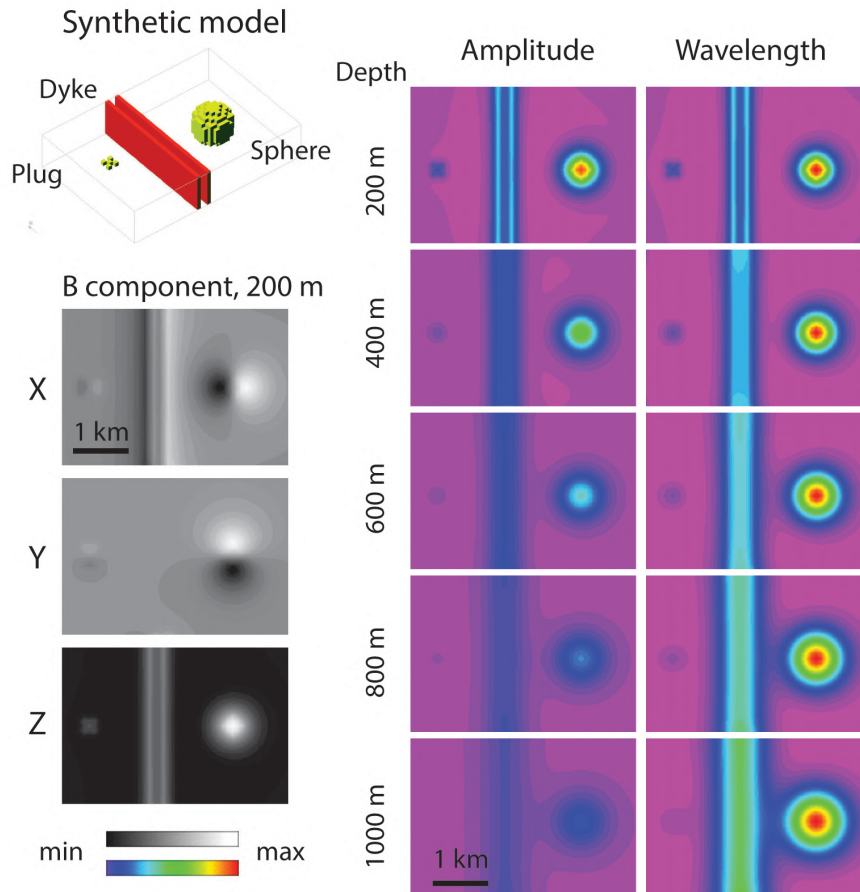 Synthetic model
Dyke
Plug
Sphere
B component, 200 m
X
1 km
Y
Z
min
max
Depth
Amplitude
Wavelength
200 m
400 m
600 m
800 m
1000 m
1 km